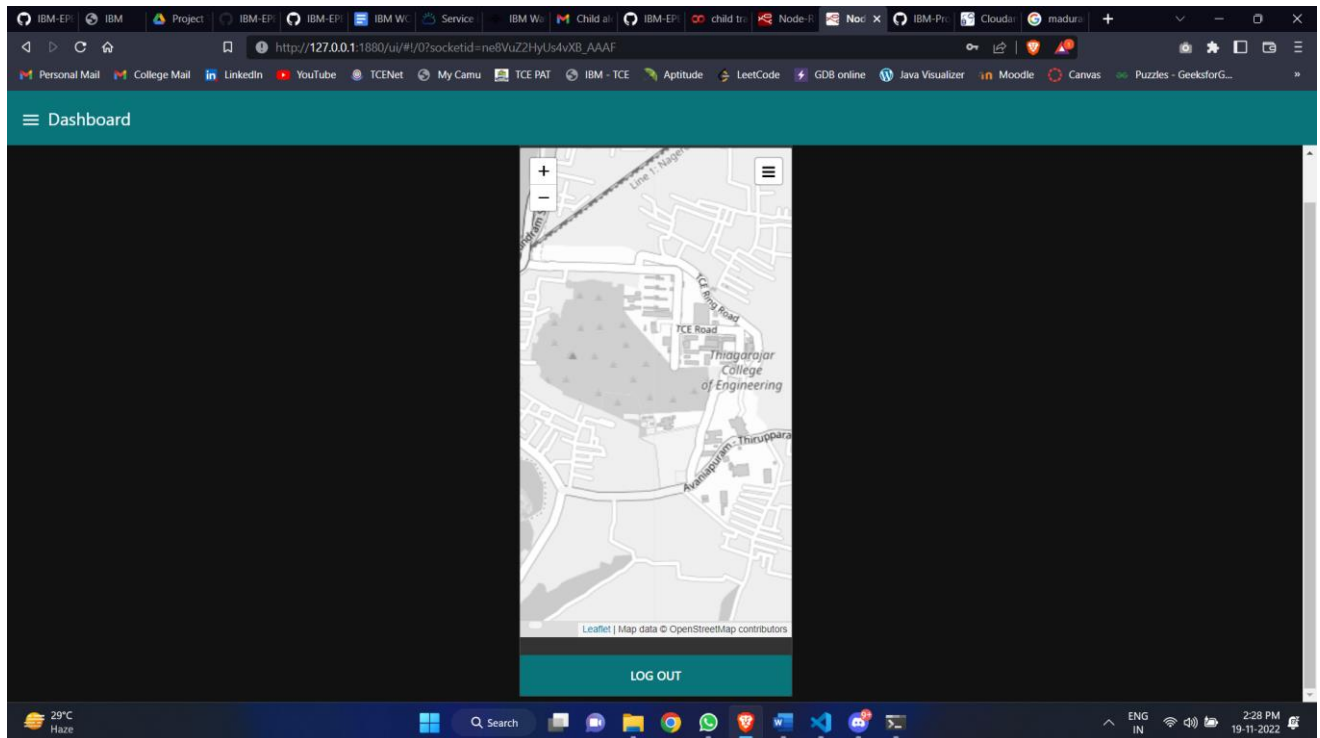 IBM-EPI IBM Project IBM-EPI IBM-EPI IBM WC Service IBM Wa Child al IBM-EPI child tra Node-R Nod IBM-Pro Cloudan madura
http://127.0.0.1:1880/ui/#!/0?socketid=ne8VuZ2HyUs4vXB_AAAF
Personal Mail College Mail LinkedIn YouTube TCENet My Camu TCE PAT IBM - TCE Aptitude LeetCode GDB online Java Visualizer Moodle Canvas Puzzles - GeeksforG... »
Dashboard
+
−
Line 1: Nager
TCE Ring Road
TCE Road
Thiagarajar
College
of Engineering
Avaniapuram - Thiruppara
Leaflet | Map data © OpenStreetMap contributors
LOG OUT
29°C
Haze
Search
ENG
IN
2:28 PM
19-11-2022